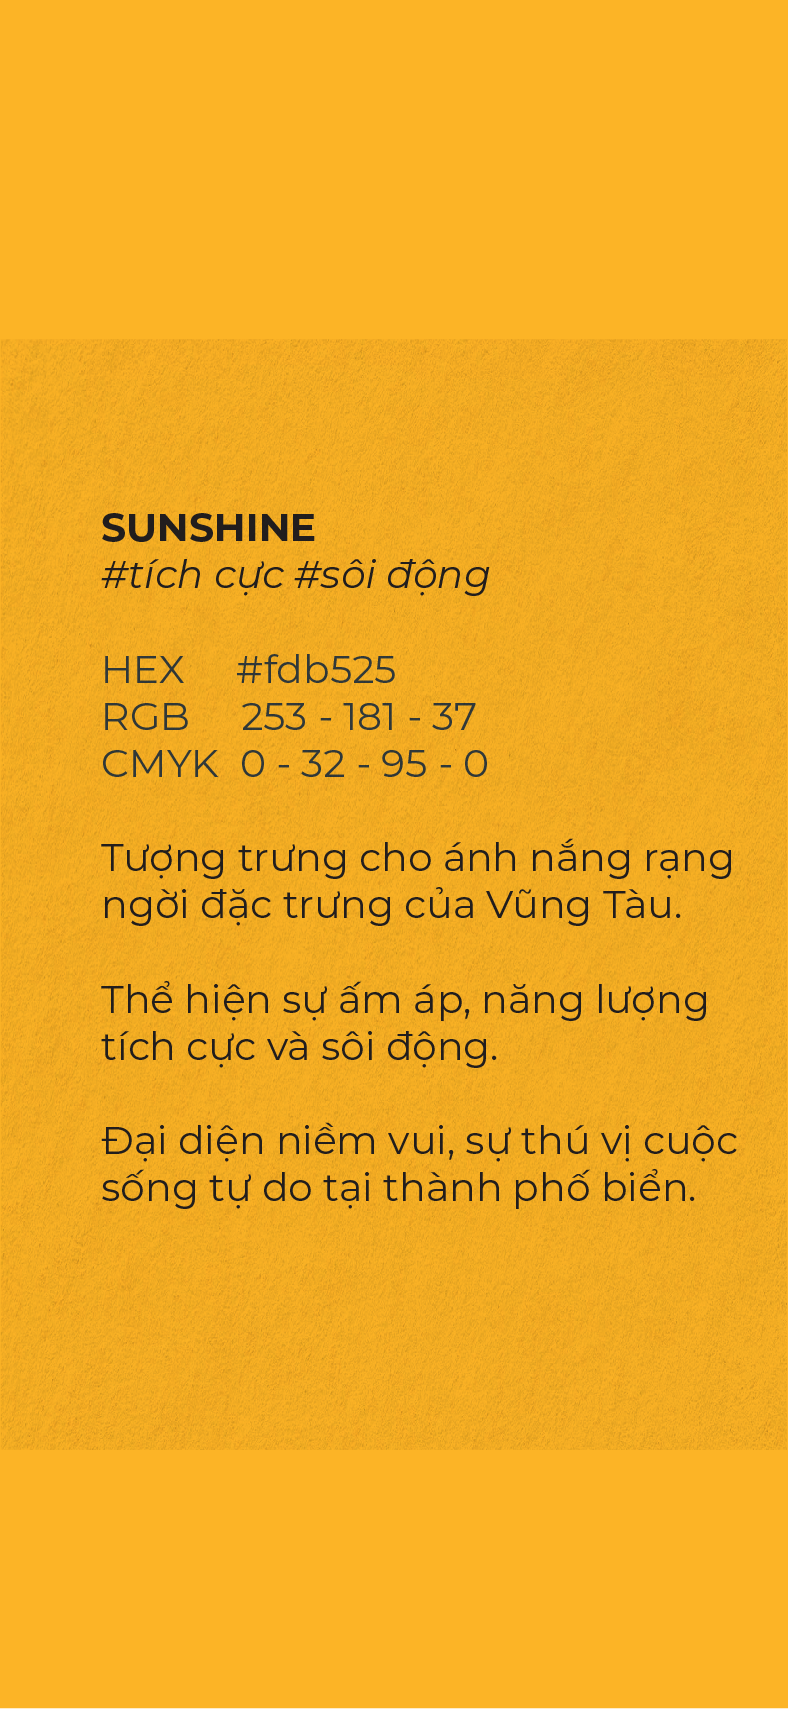 SUNSHINE
#tích cực #sôi động
HEX #fdb525
RGB 253 - 181 - 37
CMYK 0 - 32 - 95 - 0
Tượng trưng cho ánh nắng rạng
ngời đặc trưng của Vũng Tàu.
Thể hiện sự ấm áp, năng lượng
tích cực và sôi động.
Đại diện niềm vui, sự thú vị cuộc
sống tự do tại thành phố biển.